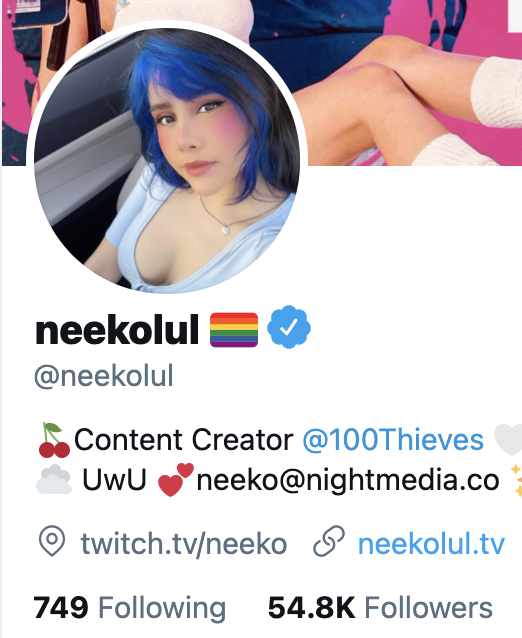 neekolul 🏳️‍🌈
@neekolul
🍒Content Creator @100Thieves 🤍
☁️ UwU 💕neeko@nightmedia.co ✨
twitch.tv/neeko neekolul.tv
749 Following 54.8K Followers